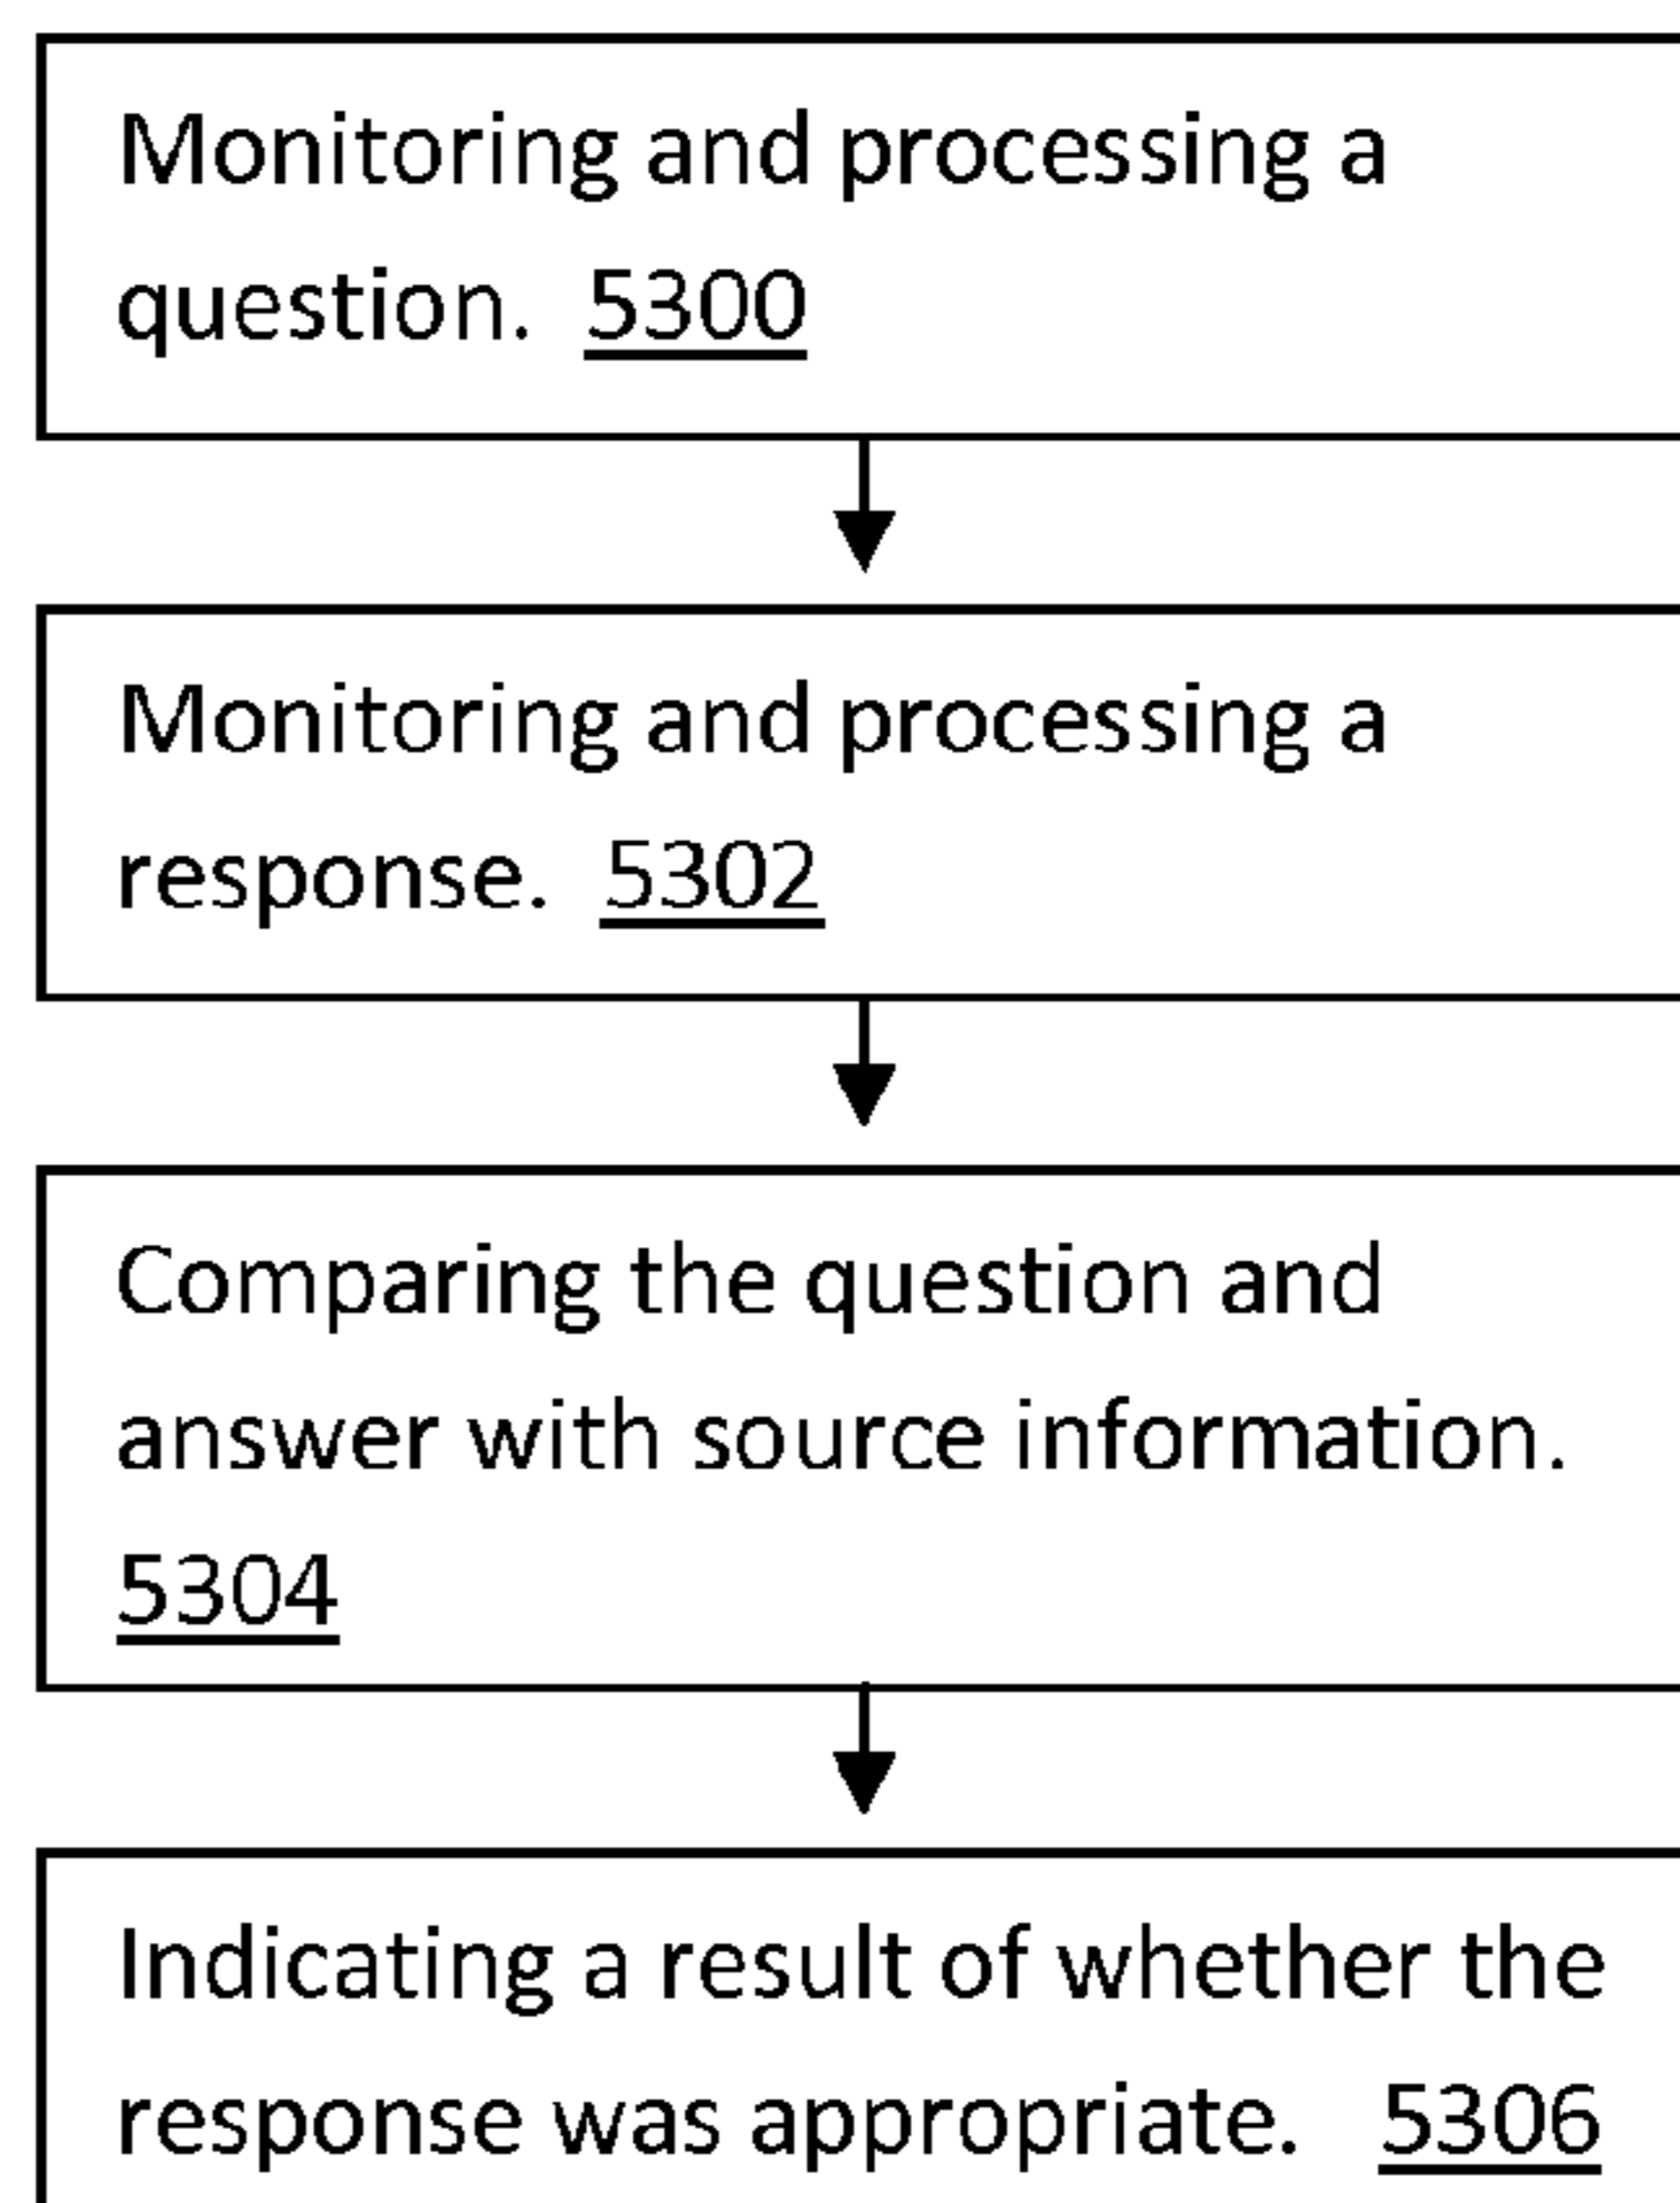 Monitoring and processing a
question. 5300
Monitoring and processing a
response. 5302
Comparing the question and
answer with source information.
5304
Indicating a result of whether the
response was appropriate. 5306